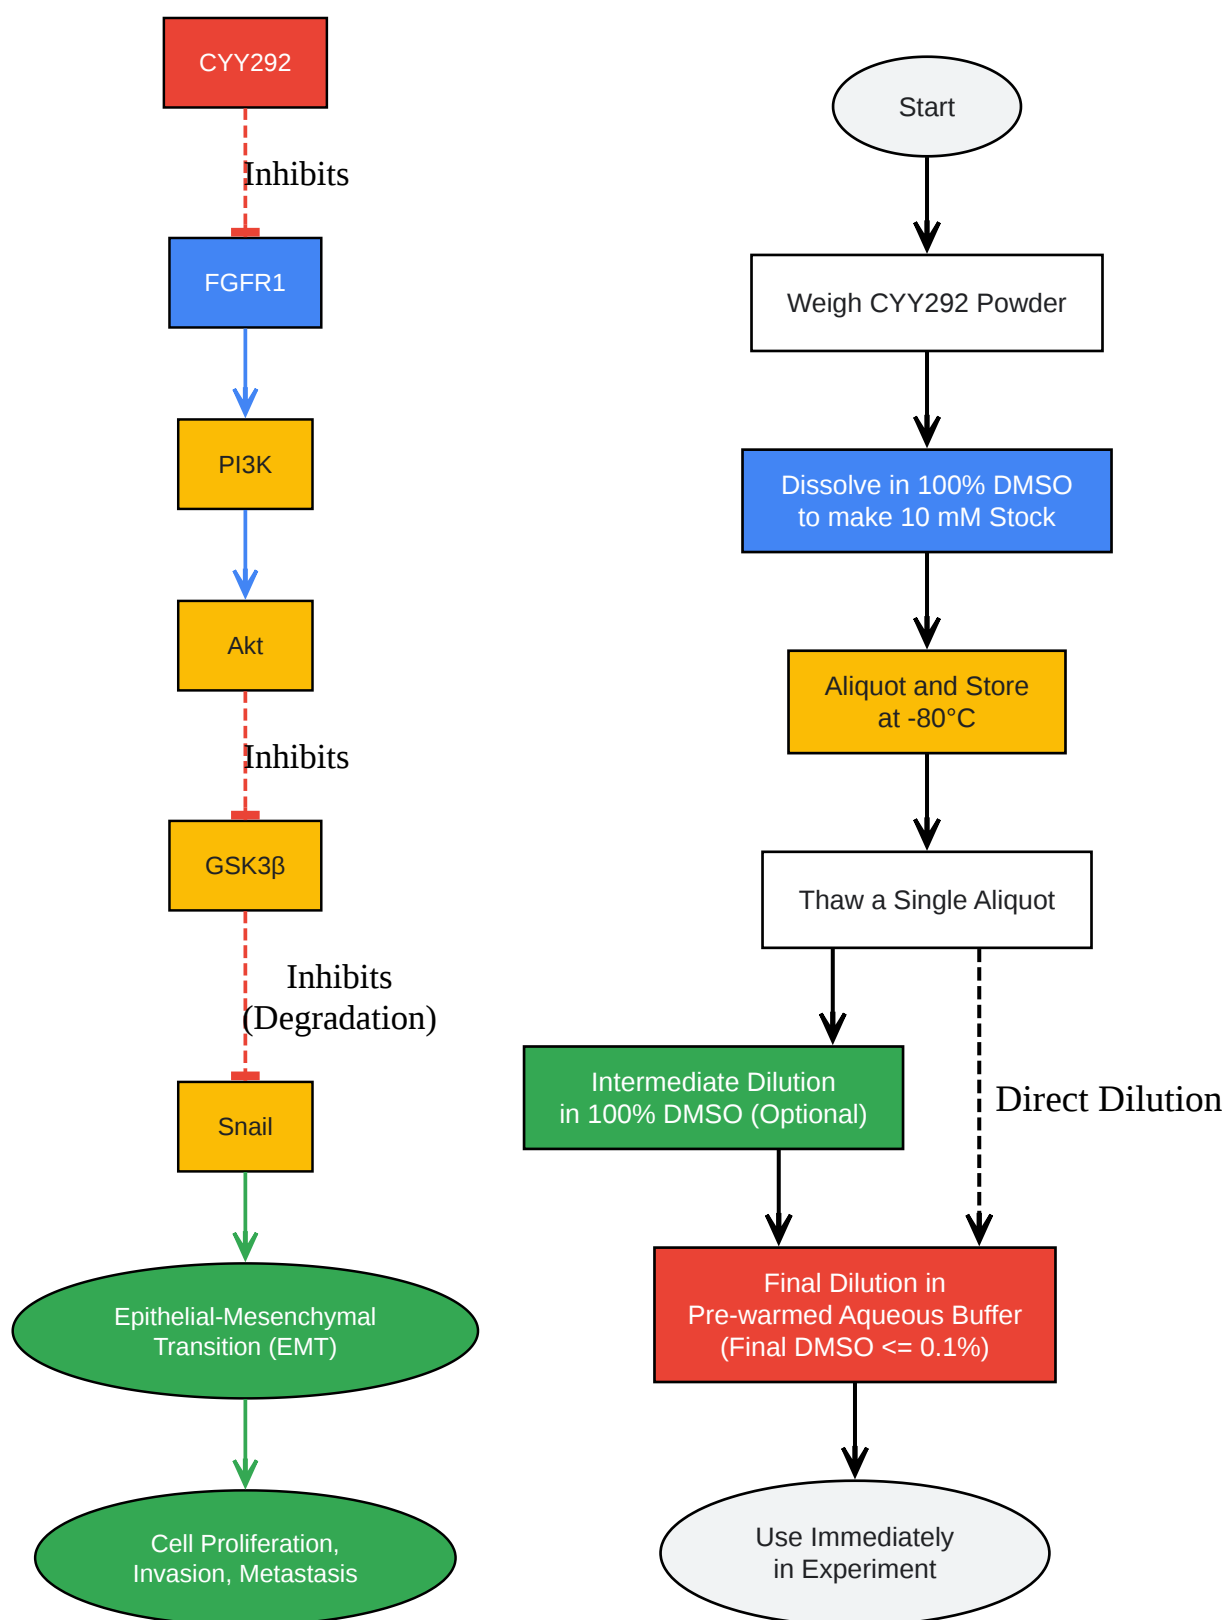 CYY292
Inhibits
FGFR1
PI3K
Akt
Inhibits
GSK3β
Inhibits
(Degradation)
Snail
Epithelial-Mesenchymal
Transition (EMT)
Cell Proliferation,
Invasion, Metastasis
Start
Weigh CYY292 Powder
Dissolve in 100% DMSO
to make 10 mM Stock
Aliquot and Store
at -80°C
Thaw a Single Aliquot
Intermediate Dilution
in 100% DMSO (Optional)
Direct Dilution
Final Dilution in
Pre-warmed Aqueous Buffer
(Final DMSO <= 0.1%)
Use Immediately
in Experiment